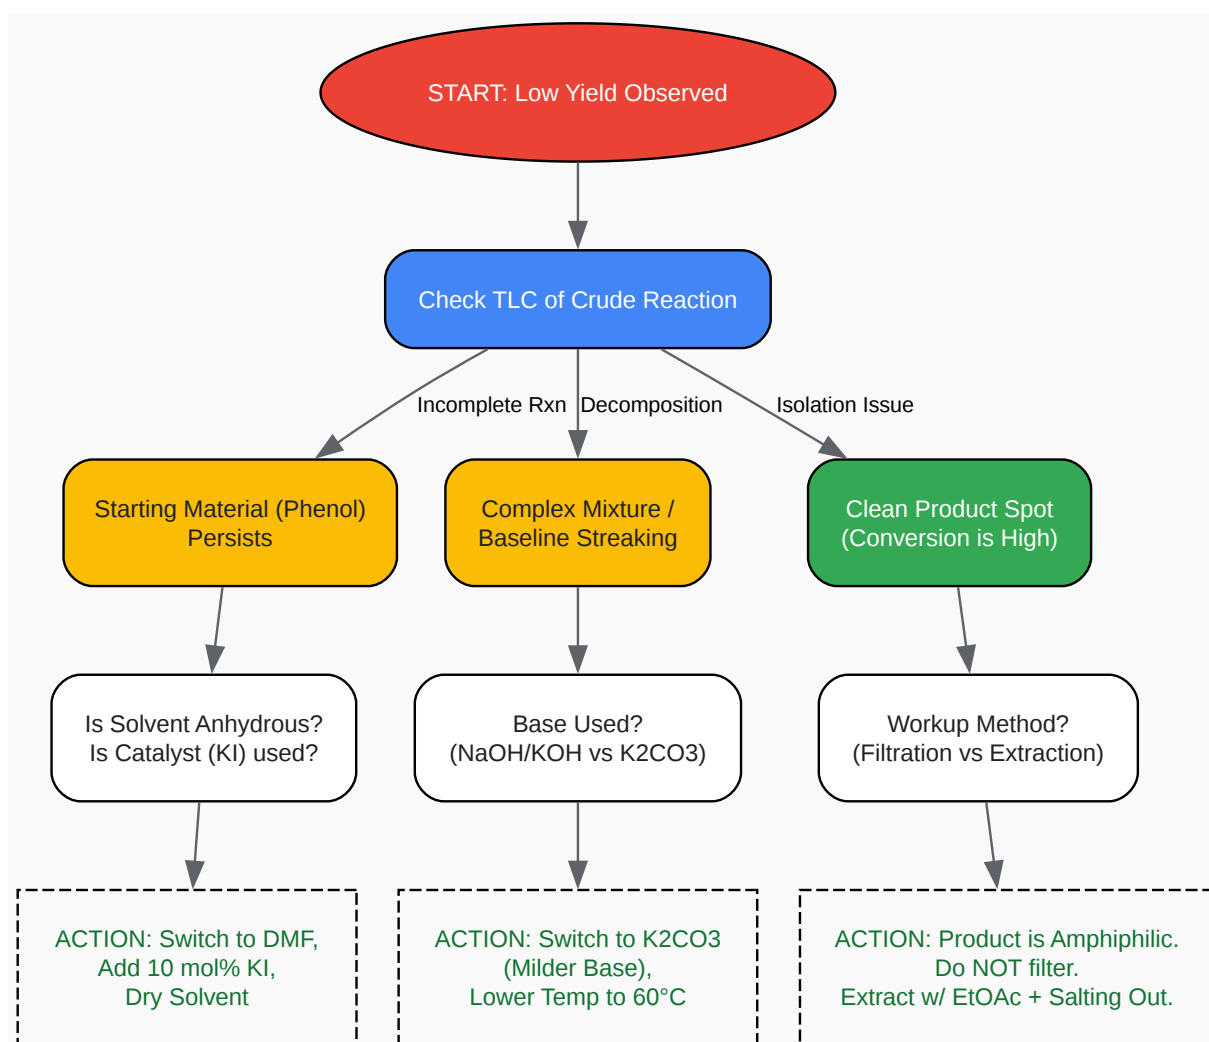 START: Low Yield Observed
Check TLC of Crude Reaction
Incomplete Rxn
Decomposition
Isolation Issue
Starting Material (Phenol)
Persists
Complex Mixture /
Baseline Streaking
Clean Product Spot
(Conversion is High)
Is Solvent Anhydrous?
Is Catalyst (KI) used?
Base Used?
(NaOH/KOH vs K2CO3)
Workup Method?
(Filtration vs Extraction)
ACTION: Switch to DMF,
Add 10 mol% KI,
Dry Solvent
ACTION: Switch to K2CO3
(Milder Base),
Lower Temp to 60°C
ACTION: Product is Amphiphilic.
Do NOT filter.
Extract w/ EtOAc + Salting Out.